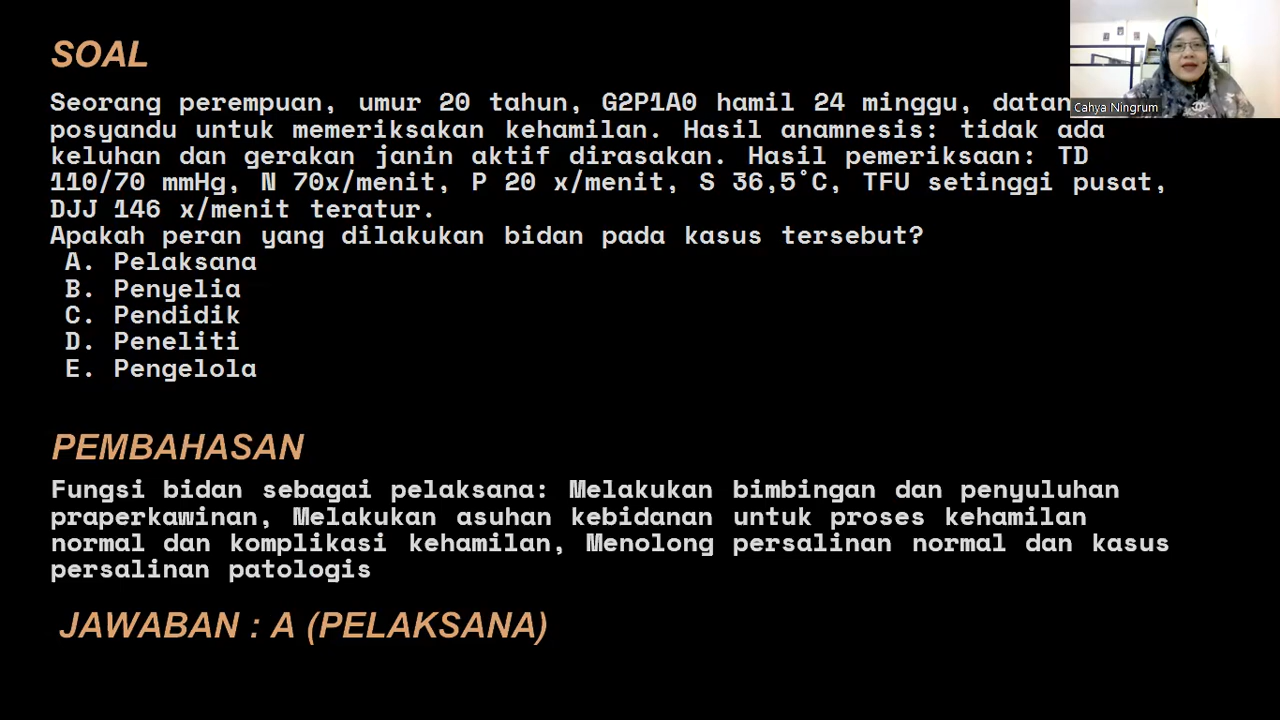 SOAL
Seorang perempuan, umur 20 tahun, G2P1A0 hamil 24 minggu, datan
posyandu untuk memeriksakan kehamilan. Hasil anamnesis: tidak ada
keluhan dan gerakan janin aktif dirasakan. Hasil pemeriksaan: TD
110/70 mmHg, N 70x/menit, P 20 x/menit, S 36,5°C, TFU setinggi pusat,
DJJ 146 x/menit teratur.
Apakah peran yang dilakukan bidan pada kasus tersebut?
A. Pelaksana
B. Penyelia
C. Pendidik
D. Peneliti
E. Pengelola
Cahya Ningrum
PEMBAHASAN
Fungsi bidan sebagai pelaksana: Melakukan bimbingan dan penyuluhan
praperkawinan, Melakukan asuhan kebidanan untuk proses kehamilan
normal dan komplikasi kehamilan, Menolong persalinan normal dan kasus
persalinan patologis
JAWABAN : A (PELAKSANA)